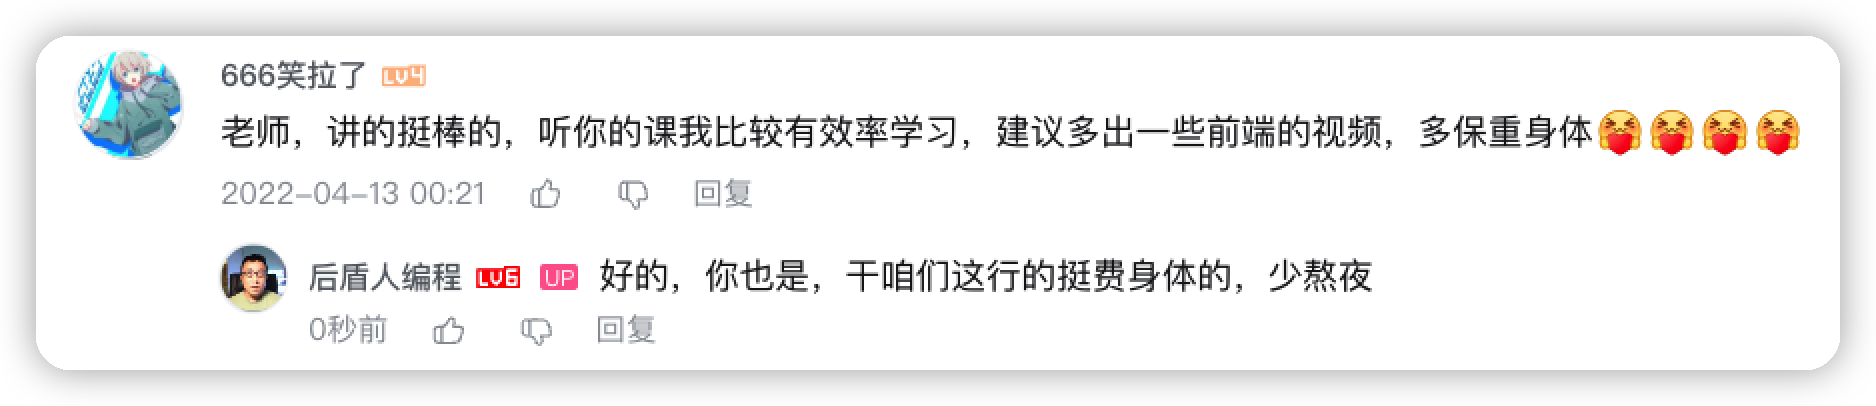 666笑拉了 LV4
老师，讲的挺棒的，听你的课我比较有效率学习，建议多出一些前端的视频，多保重身体🤗❤️🤗❤️🤗❤️🤗❤️
2022-04-13 00:21 回复
后盾人编程 LV6 UP 好的，你也是，干咱们这行的挺费身体的，少熬夜
0秒前 回复